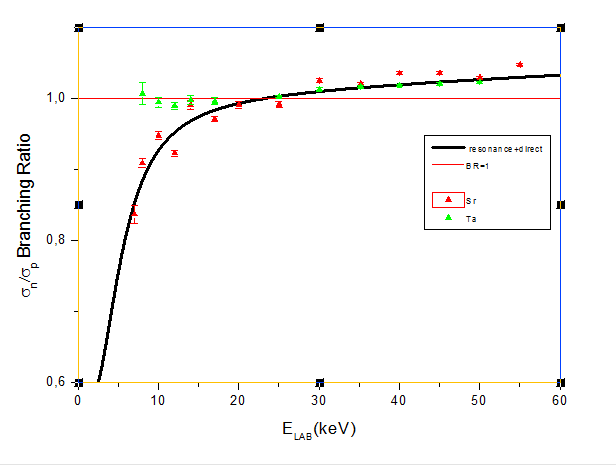 1,0
0,8
0,6
σn/σp Branching Ratio
resonance+direct
BR=1
Sr
Ta
0 10 20 30 40 50 60
ELAB(keV)